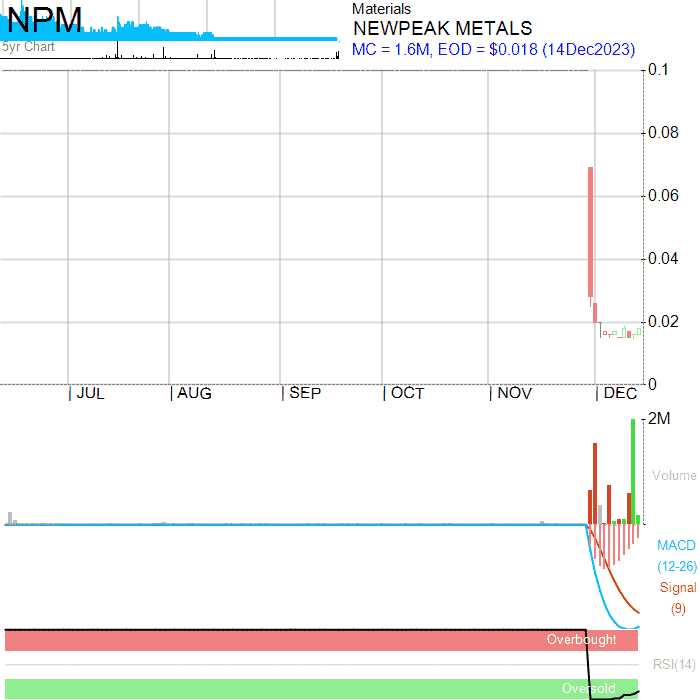 NPM
5yr Chart
Materials
NEWPEAK METALS
MC = 1.6M, EOD = $0.018 (14Dec2023)
0.1
0.08
0.06
0.04
0.02
0
JUL AUG SEP OCT NOV DEC
2M
Volume
MACD
(12-26)
Signal
(9)
Overbought
RSI(14)
Oversold